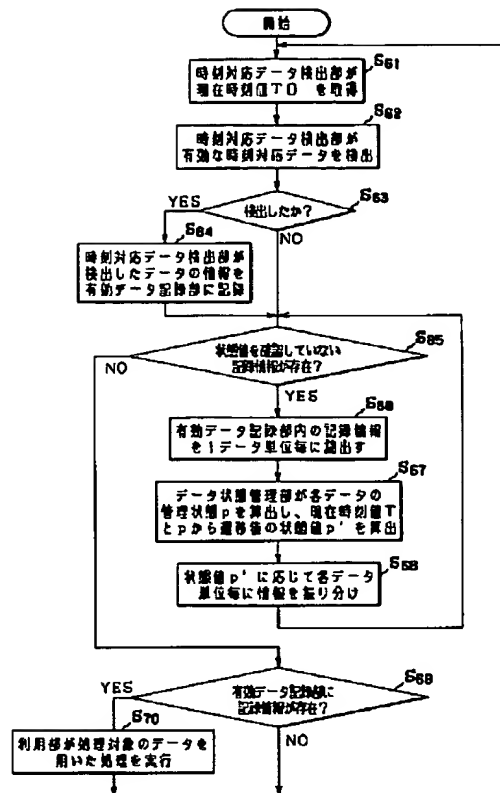 開始
S61
時刻対応データ検出部が
現在時刻値T0 を取得
S62
時刻対応データ検出部が
有効な時刻対応データを検出
S63
検出したか?
YES
NO
S64
時刻対応データ検出部が
検出したデータの情報を
有効データ記録部に記録
S65
状態値を確認していない
記録情報が存在?
NO
YES
S66
有効データ記録部内の記録情報
を1データ単位毎に抽出す
S67
データ状態管理部が各データの
管理状態pを算出し、現在時刻値T
とpから遷移後の状態値p'を算出
S68
状態値p'に応じて各データ
単位毎に情報を振り分け
S69
有効データ記録部に
記録情報が存在?
YES
NO
S70
利用部が処理対象のデータを
用いた処理を実行